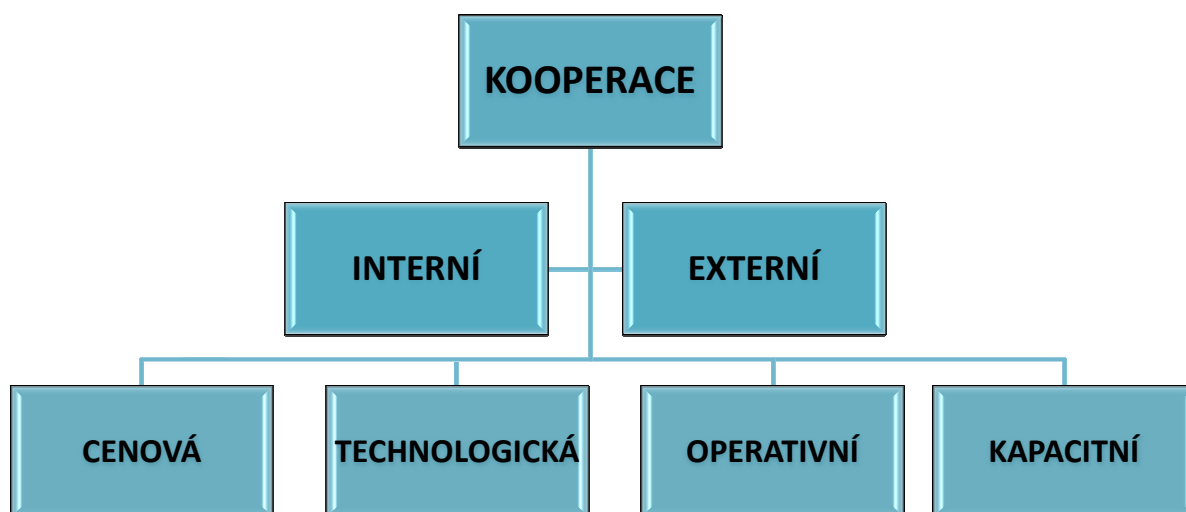 KOOPERACE
INTERNÍ
EXTERNÍ
CENOVÁ
TECHNOLOGICKÁ
OPERATIVNÍ
KAPACITNÍ